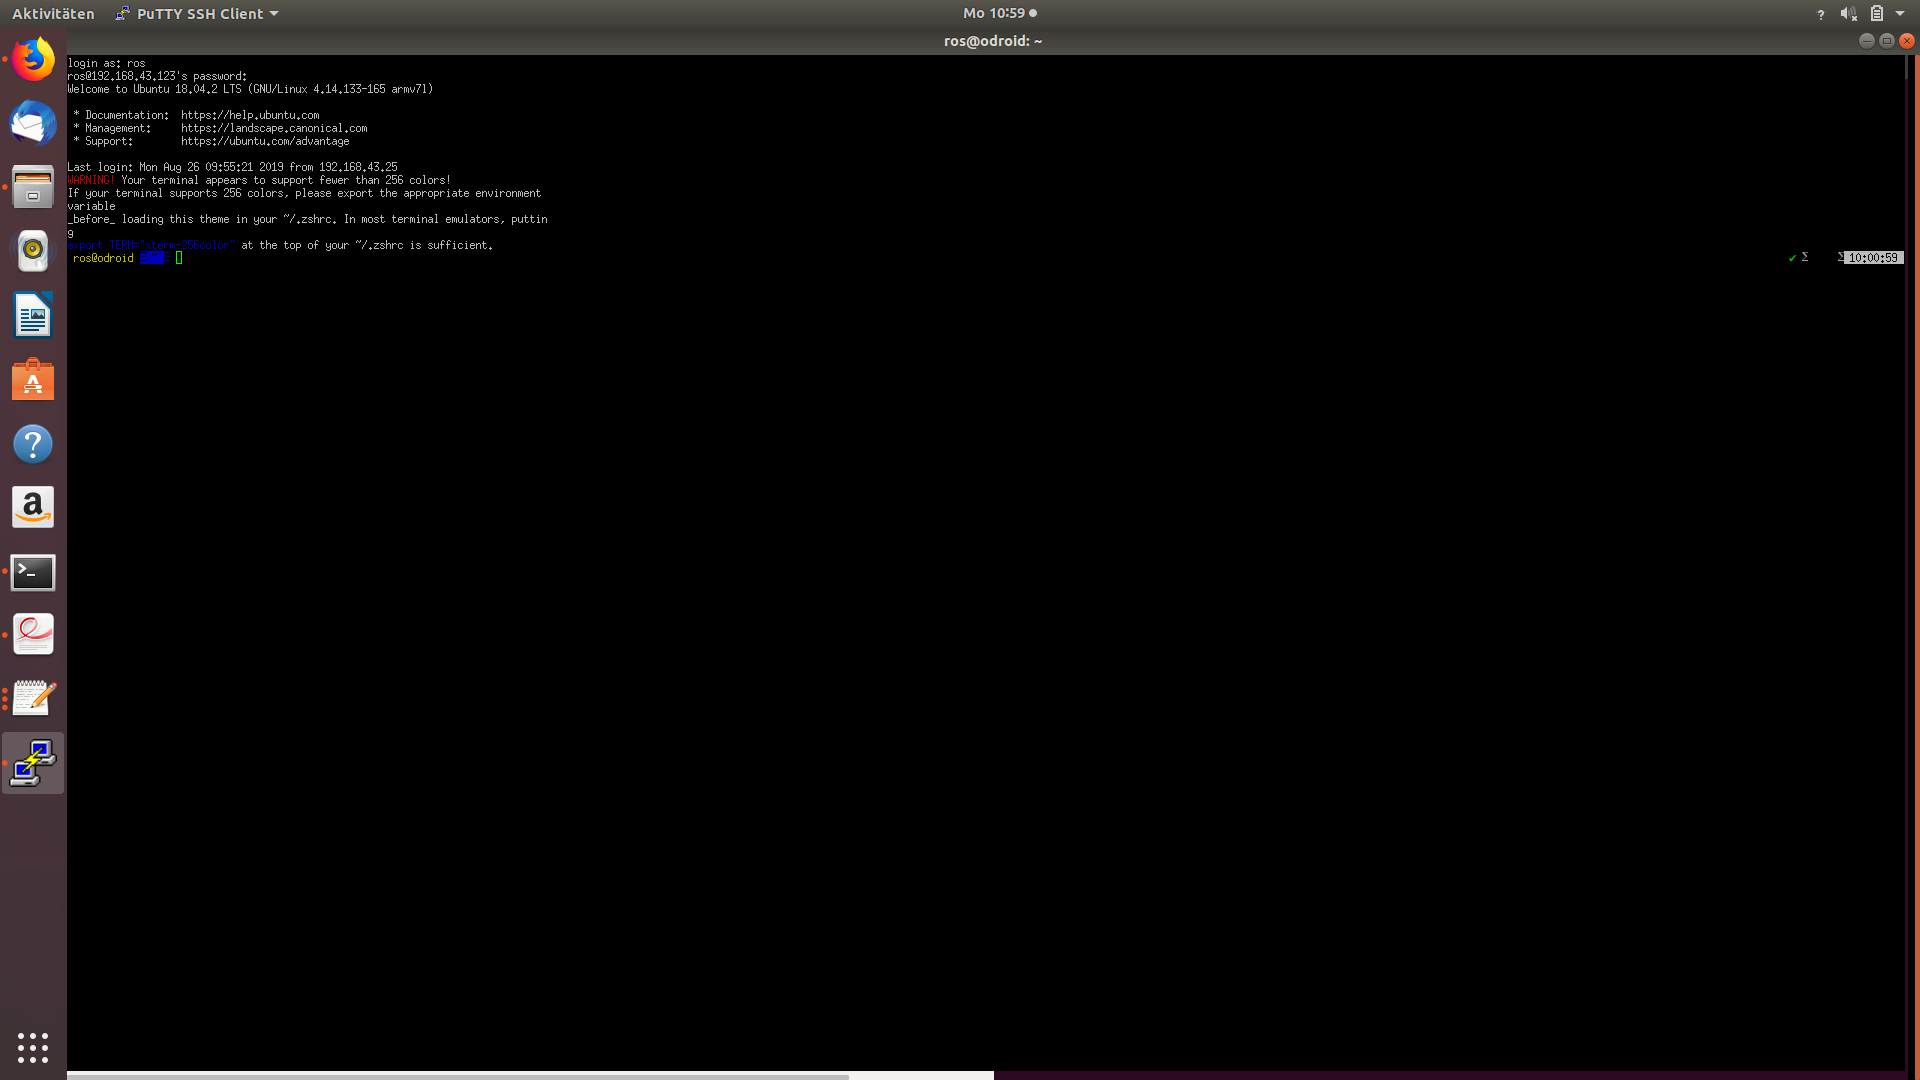 Aktivitäten PuTTY SSH Client Mo 10:59
ros@odroid: ~
login as: ros
ros@192.168.43.123's password:
Welcome to Ubuntu 18.04.2 LTS (GNU/Linux 4.14.133-165 armv7l)
* Documentation: https://help.ubuntu.com
* Management: https://landscape.canonical.com
* Support: https://ubuntu.com/advantage
Last login: Mon Aug 26 09:55:21 2019 from 192.168.43.25
WARNING! Your terminal appears to support fewer than 256 colors!
If your terminal supports 256 colors, please export the appropriate environment
variable
_before_ loading this theme in your ~/.zshrc. In most terminal emulators, puttin
g
export TERM="xterm-256color" at the top of your ~/.zshrc is sufficient.
ros@odroid ✔ Σ Σ 10:00:59